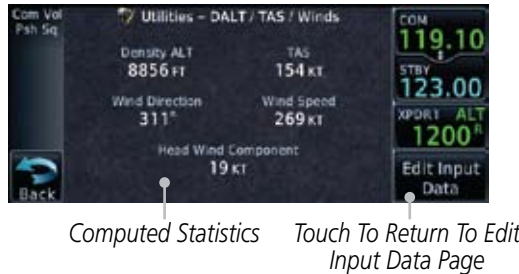 Com Vol
Psh Sq
Utilities – DALT / TAS / Winds
COM
119.10
STBY
123.00
XPDR1 ALT
1200 R
Density ALT
8856 FT
TAS
154 KT
Wind Direction
311°
Wind Speed
269 KT
Head Wind Component
19 KT
Back
Edit Input
Data
Computed Statistics
Touch To Return To Edit
Input Data Page